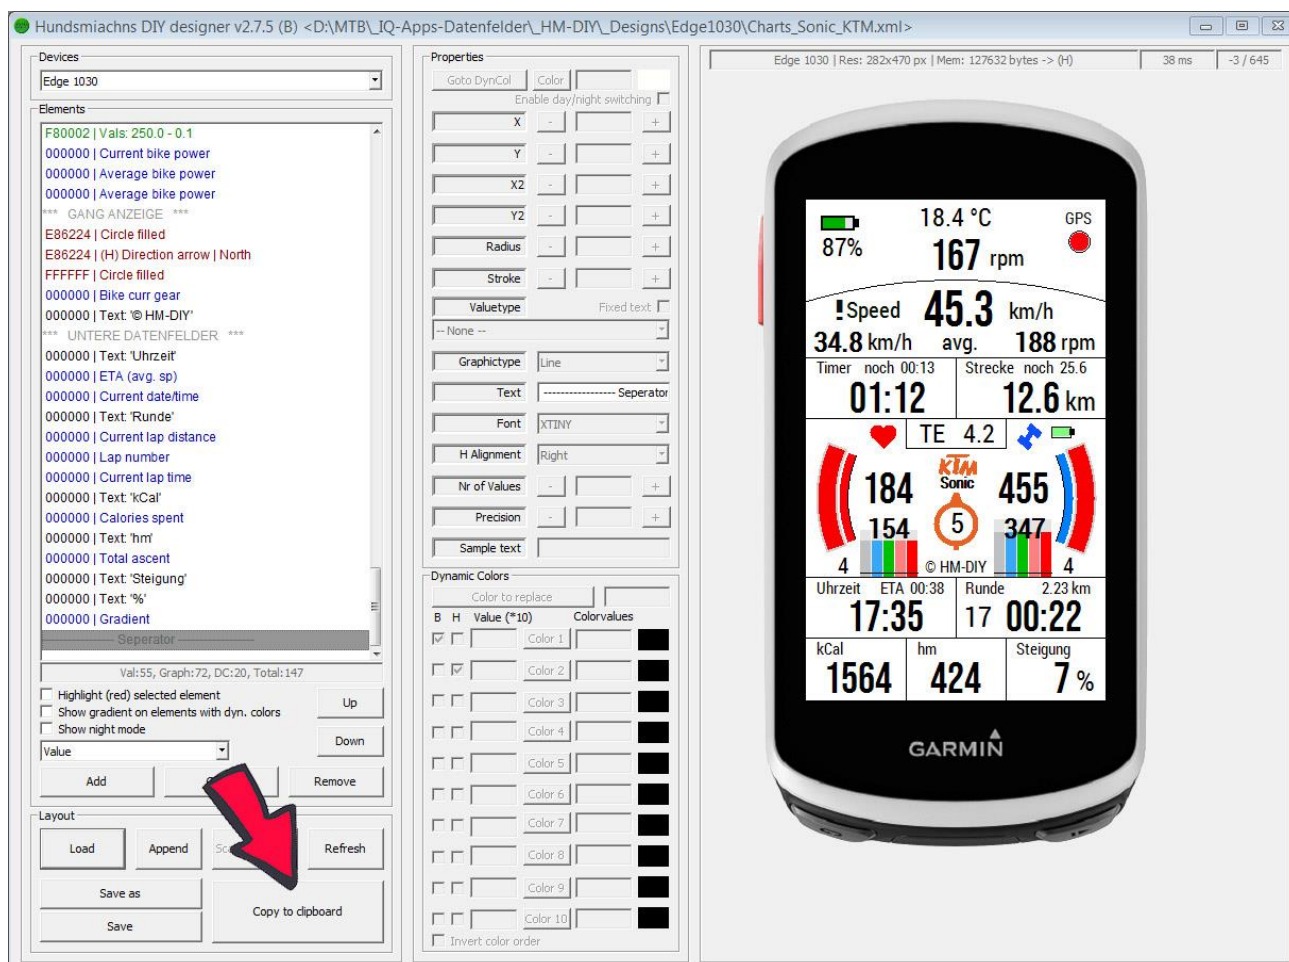 Hundsmiachns DIY designer v2.7.5 (B) <D:\MTB\_IQ-Apps-Datenfelder\_HM-DIY\_Designs\Edge1030\Charts_Sonic_KTM.xml>
Devices
Edge 1030
Elements
F80002 | Vals: 250.0 - 0.1
000000 | Current bike power
000000 | Average bike power
000000 | Average bike power
*** GANG ANZEIGE ***
E86224 | Circle filled
E86224 | (H) Direction arrow | North
FFFFFF | Circle filled
000000 | Bike curr gear
000000 | Text: '© HM-DIY'
*** UNTERE DATENFELDER ***
000000 | Text: 'Uhrzeit'
000000 | ETA (avg. sp)
000000 | Current date/time
000000 | Text: 'Runde'
000000 | Current lap distance
000000 | Lap number
000000 | Current lap time
000000 | Text: 'kCal'
000000 | Calories spent
000000 | Text: 'hm'
000000 | Total ascent
000000 | Text: 'Steigung'
000000 | Text: '%'
000000 | Gradient
---------------- Seperator ----------------
Val:55, Graph:72, DC:20, Total:147
Highlight (red) selected element
Show gradient on elements with dyn. colors
Show night mode
Value
Up
Down
Add
Remove
Layout
Load
Append
Refresh
Save as
Save
Copy to clipboard
Properties
Goto DynCol Color
Enable day/night switching
X - +
Y - +
X2 - +
Y2 - +
Radius - +
Stroke - +
Valuetype Fixed text
-- None --
Graphictype Line
Text ----------------- Seperator
Font XTINY
H Alignment Right
Nr of Values - +
Precision - +
Sample text
Dynamic Colors
Color to replace
B H Value (*10) Colorvalues
Color 1
Color 2
Color 3
Color 4
Color 5
Color 6
Color 7
Color 8
Color 9
Color 10
Invert color order
Edge 1030 | Res: 282x470 px | Mem: 127632 bytes -> (H)
38 ms
-3 / 645
18.4 °C
GPS
87%
167 rpm
!Speed 45.3 km/h
34.8 km/h avg. 188 rpm
Timer noch 00:13
Strecke noch 25.6
01:12
12.6 km
TE 4.2
KTM
Sonic
184
455
154
5
347
4
© HM-DIY
4
Uhrzeit ETA 00:38
Runde 2.23 km
17:35
17 00:22
kCal
hm
Steigung
1564
424
7 %
GARMIN